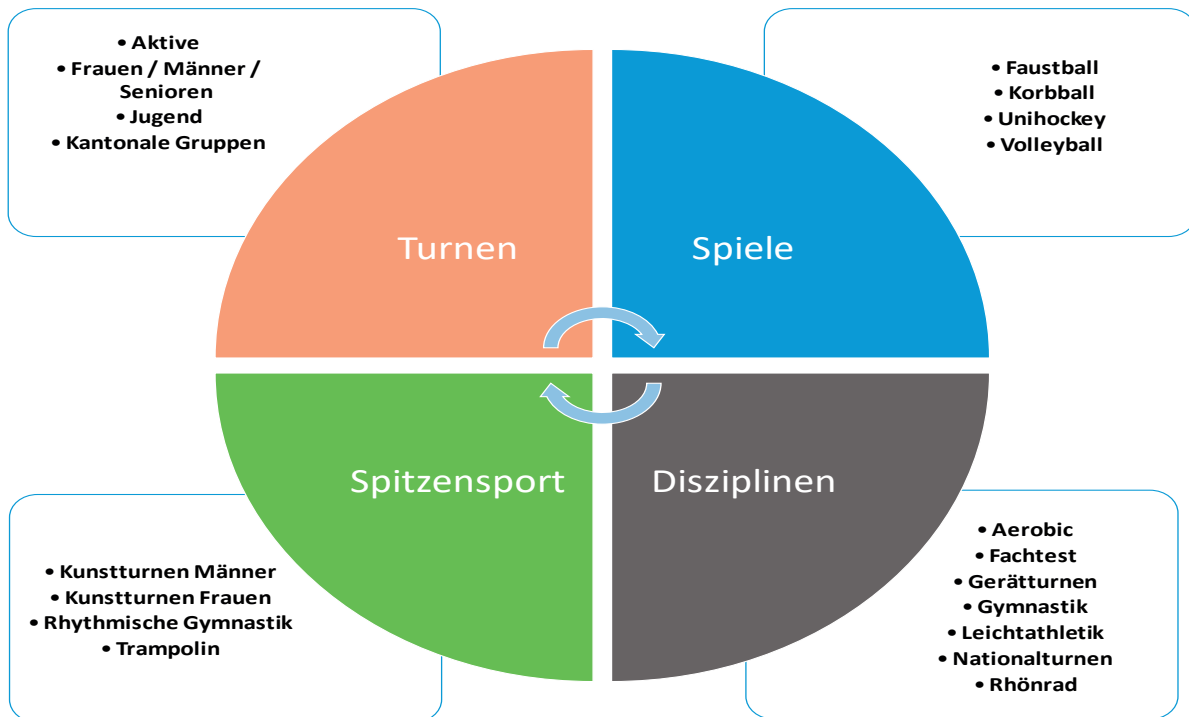 • Aktive
• Frauen / Männer /
Senioren
• Jugend
• Kantonale Gruppen
• Faustball
• Korbball
• Unihockey
• Volleyball
Turnen
Spiele
Spitzensport
Disziplinen
• Kunstturnen Männer
• Kunstturnen Frauen
• Rhythmische Gymnastik
• Trampolin
• Aerobic
• Fachtest
• Gerätturnen
• Gymnastik
• Leichtathletik
• Nationalturnen
• Rhönrad